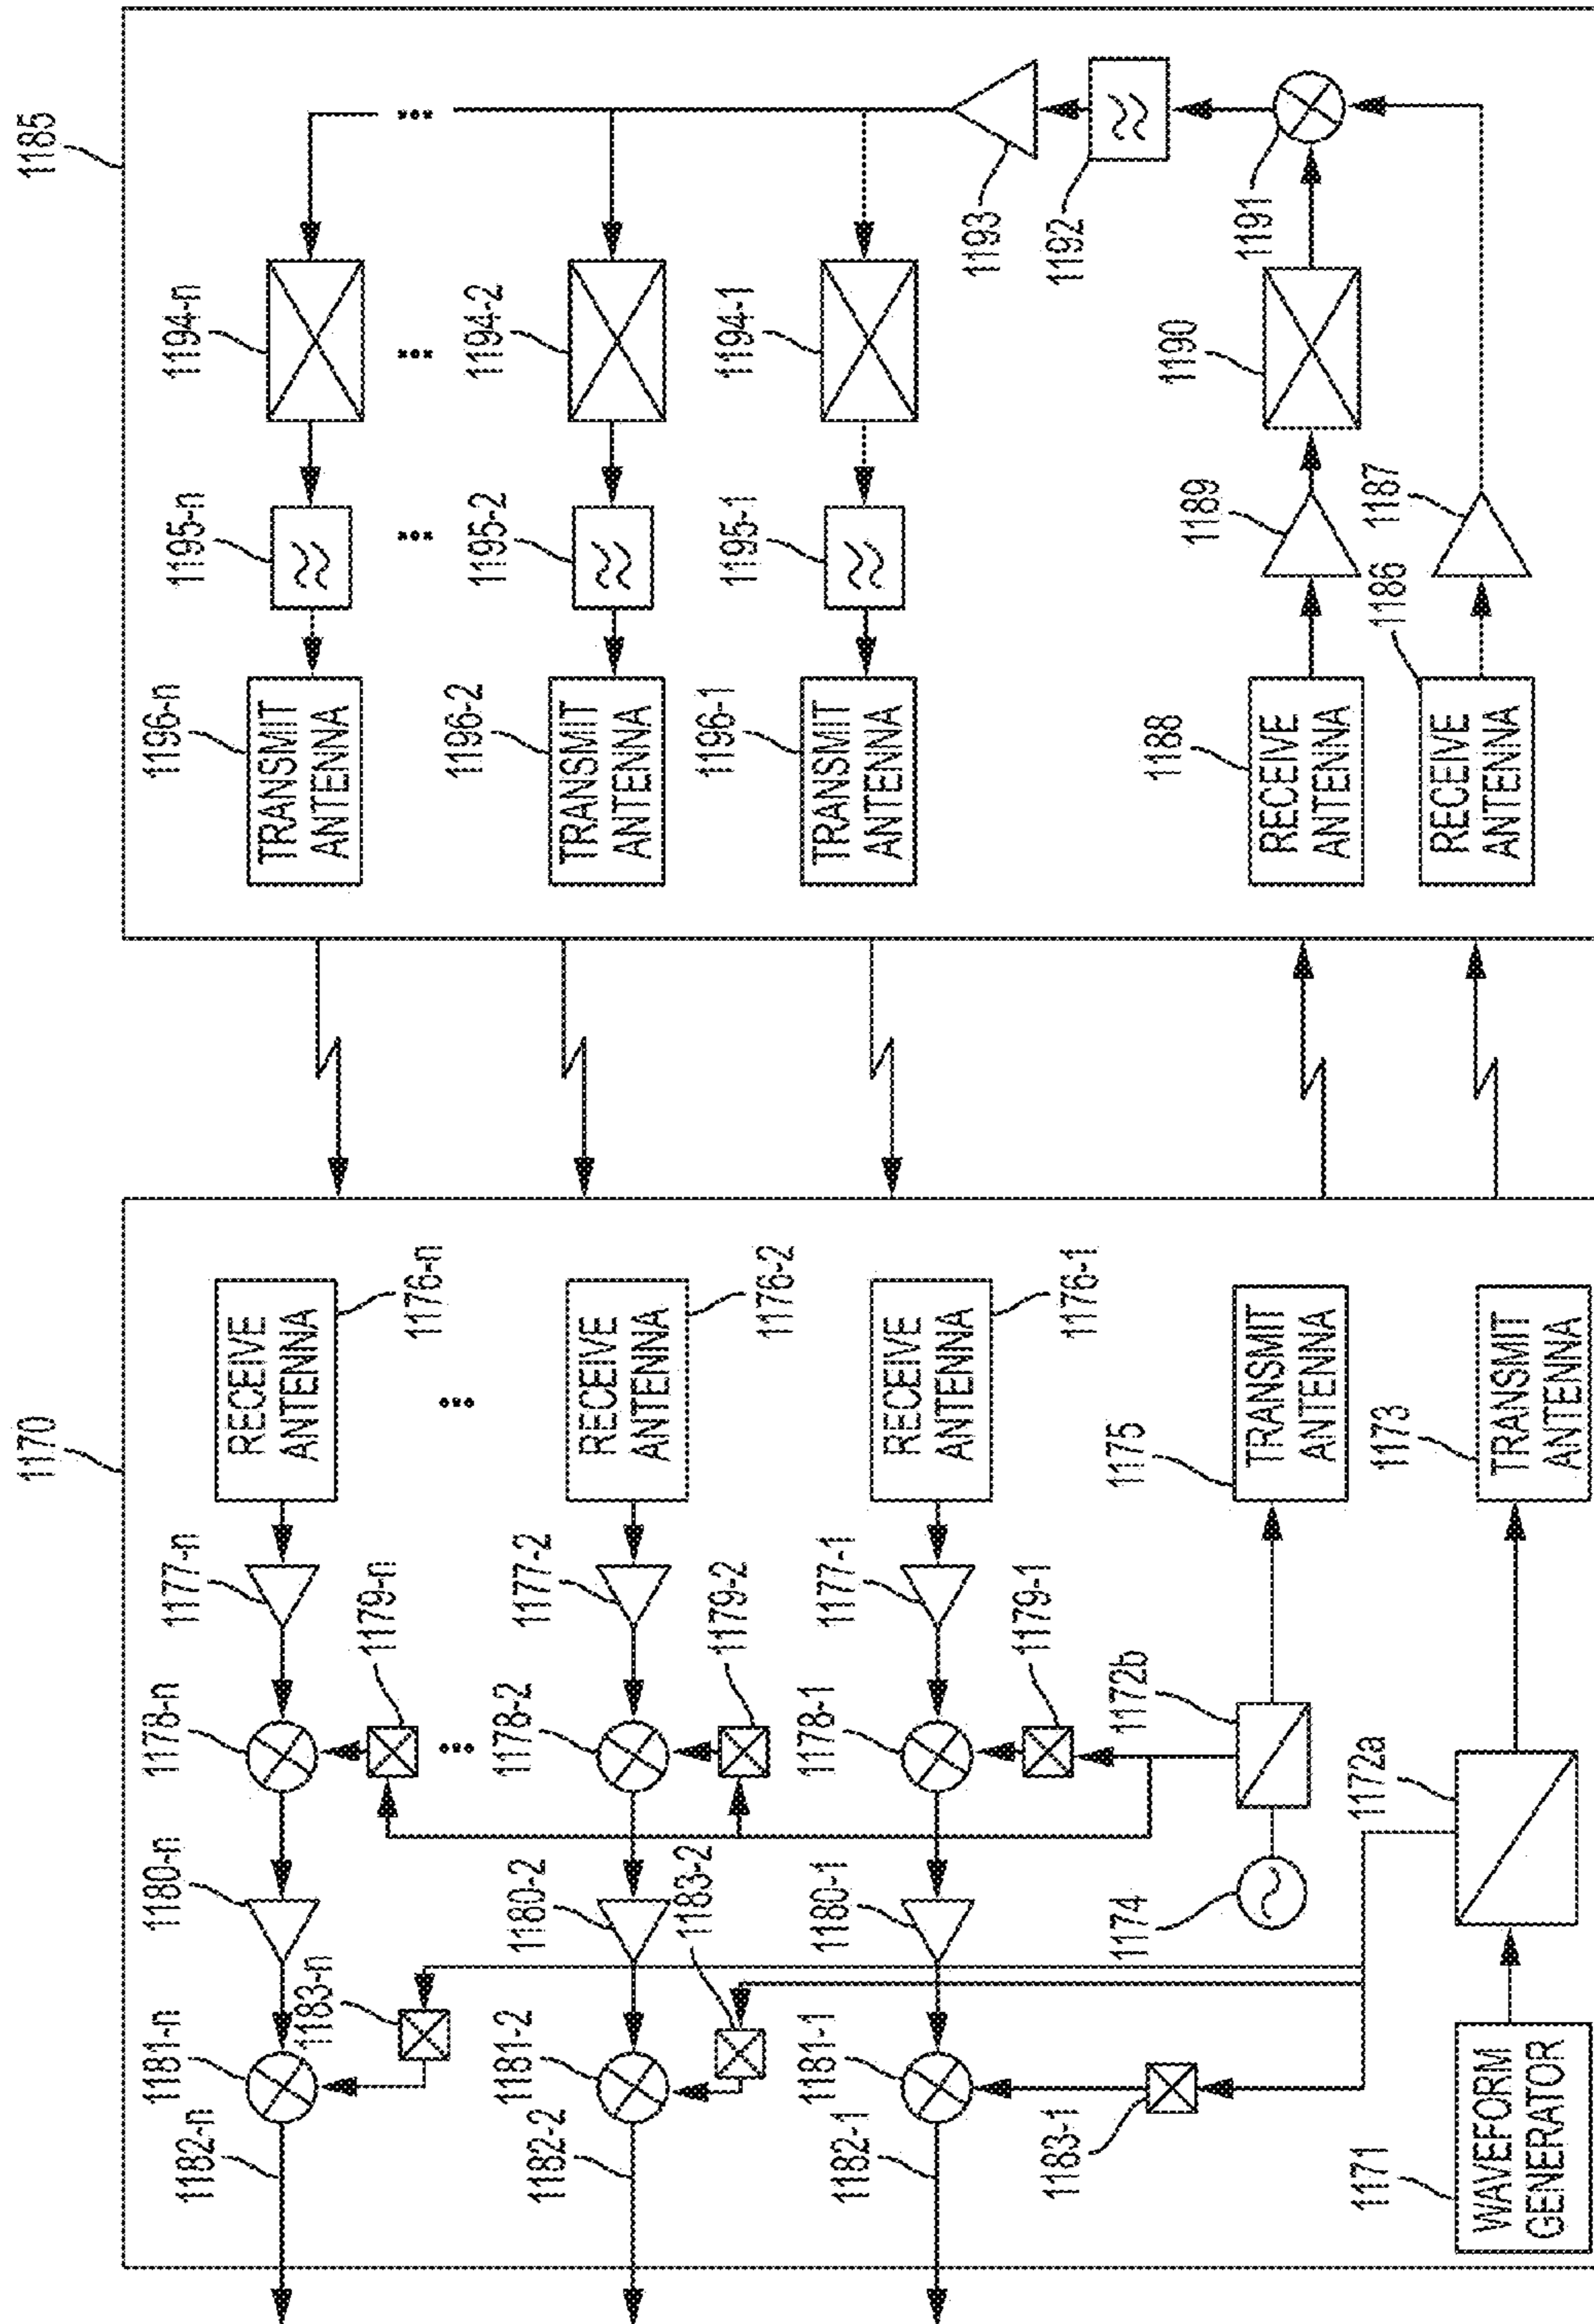 1170
1182-n
1181-n
1180-n
1178-n
1177-n
RECEIVE
ANTENNA
1176-n
1183-n
1179-n
•••
•••
1182-2
1181-2
1180-2
1178-2
1177-2
RECEIVE
ANTENNA
1176-2
1183-2
1179-2
1182-1
1181-1
1180-1
1178-1
1177-1
RECEIVE
ANTENNA
1176-1
1183-1
1179-1
1174
1172b
1175
TRANSMIT
ANTENNA
1171
WAVEFORM
GENERATOR
1172a
1173
TRANSMIT
ANTENNA
1185
1196-n
TRANSMIT
ANTENNA
1195-n
1194-n
•••
•••
•••
1196-2
TRANSMIT
ANTENNA
1195-2
1194-2
1196-1
TRANSMIT
ANTENNA
1195-1
1194-1
1193
1192
1188
RECEIVE
ANTENNA
1189
1190
1191
1186
RECEIVE
ANTENNA
1187